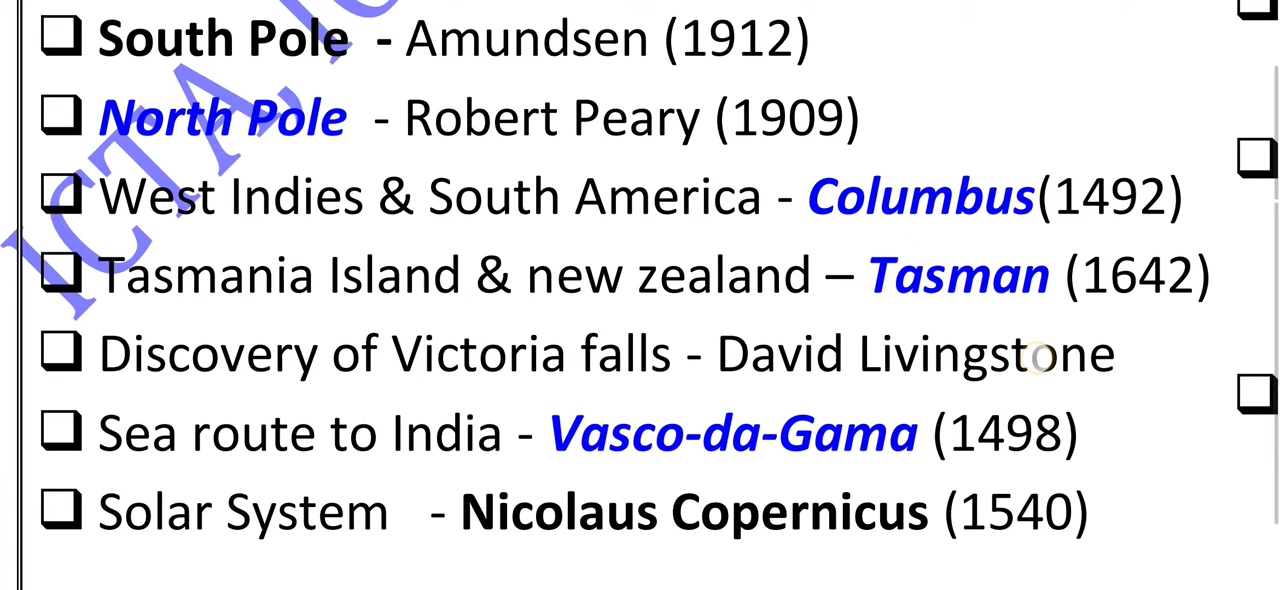 ❑ South Pole - Amundsen (1912)
❑ North Pole - Robert Peary (1909)
❑ West Indies & South America - Columbus(1492)
❑ Tasmania Island & new zealand – Tasman (1642)
❑ Discovery of Victoria falls - David Livingstone
❑ Sea route to India - Vasco-da-Gama (1498)
❑ Solar System - Nicolaus Copernicus (1540)
ICTA,